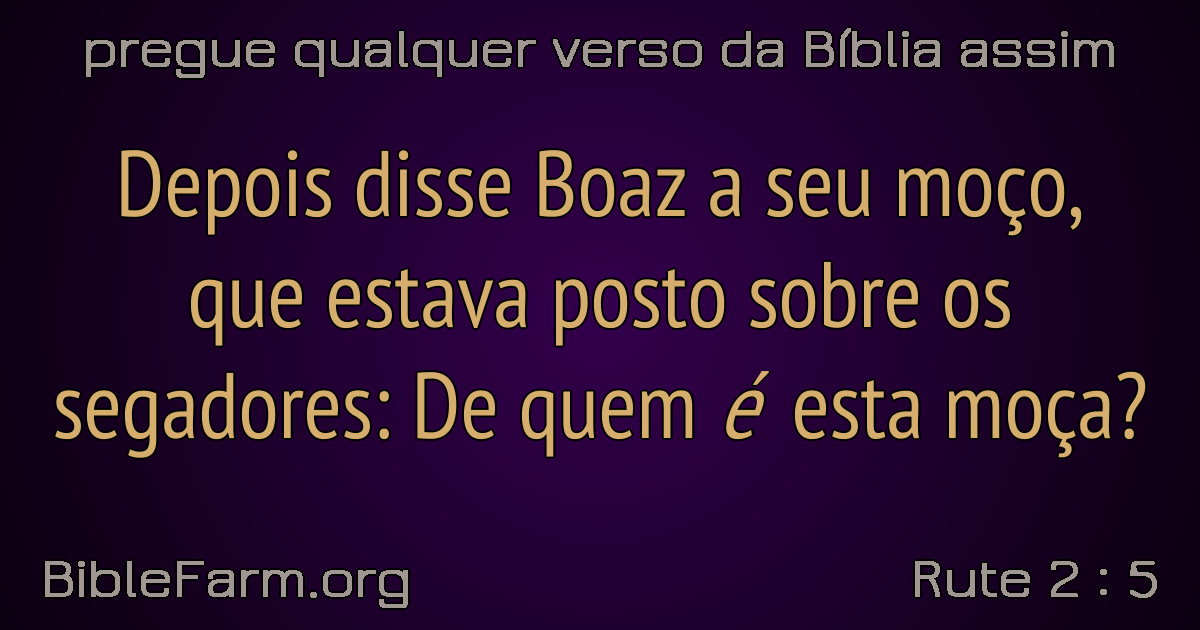 pregue qualquer verso da Bíblia assim
Depois disse Boaz a seu moço,
que estava posto sobre os
segadores: De quem é esta moça?
BibleFarm.org
Rute 2 : 5